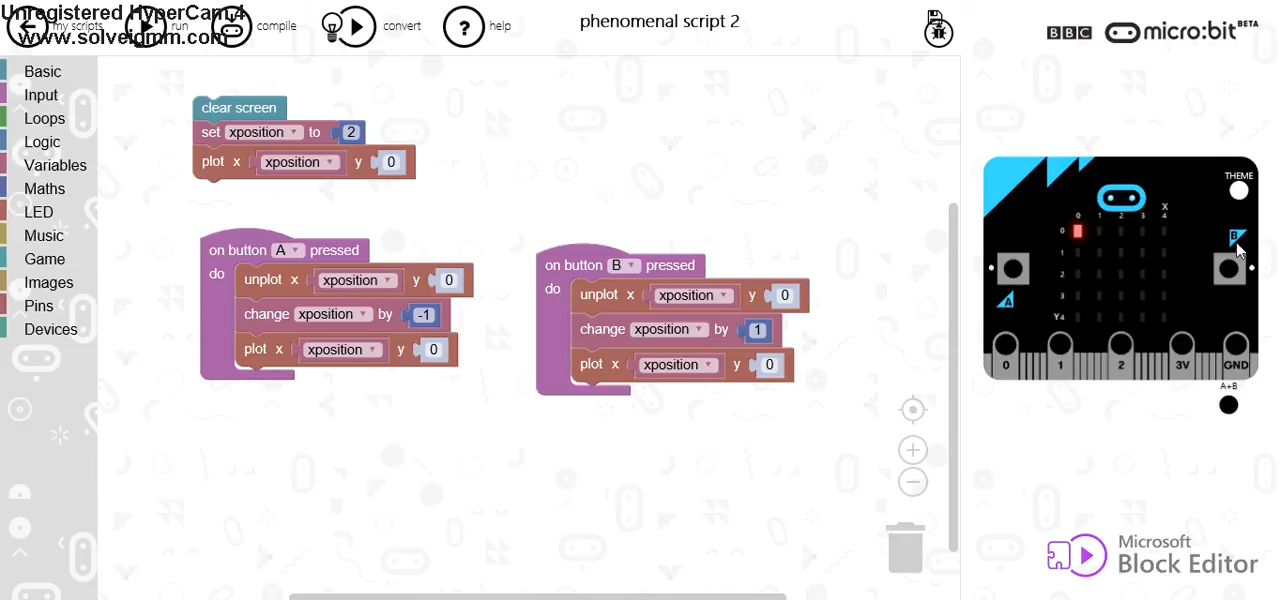 Unregistered HyperCam 4
www.solveigmm.com
my scripts
run
compile
convert
? help
phenomenal script 2
BBC micro:bit BETA
Basic
Input
Loops
Logic
Variables
Maths
LED
Music
Game
Images
Pins
Devices
clear screen
set xposition to 2
plot x xposition y 0
on button A pressed
do unplot x xposition y 0
change xposition by -1
plot x xposition y 0
on button B pressed
do unplot x xposition y 0
change xposition by 1
plot x xposition y 0
THEME
X
0 1 2 3 4
0
1
2
3
Y 4
B
A
0 1 2 3V GND
A+B
Microsoft
Block Editor